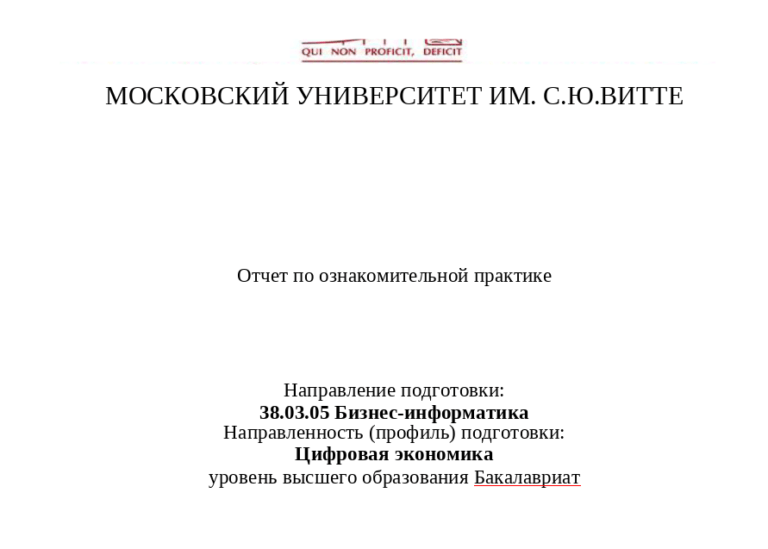 QUI NON PROFICIT, DEFICIT
МОСКОВСКИЙ УНИВЕРСИТЕТ ИМ. С.Ю.ВИТТЕ
Отчет по ознакомительной практике
Направление подготовки:
38.03.05 Бизнес-информатика
Направленность (профиль) подготовки:
Цифровая экономика
уровень высшего образования Бакалавриат